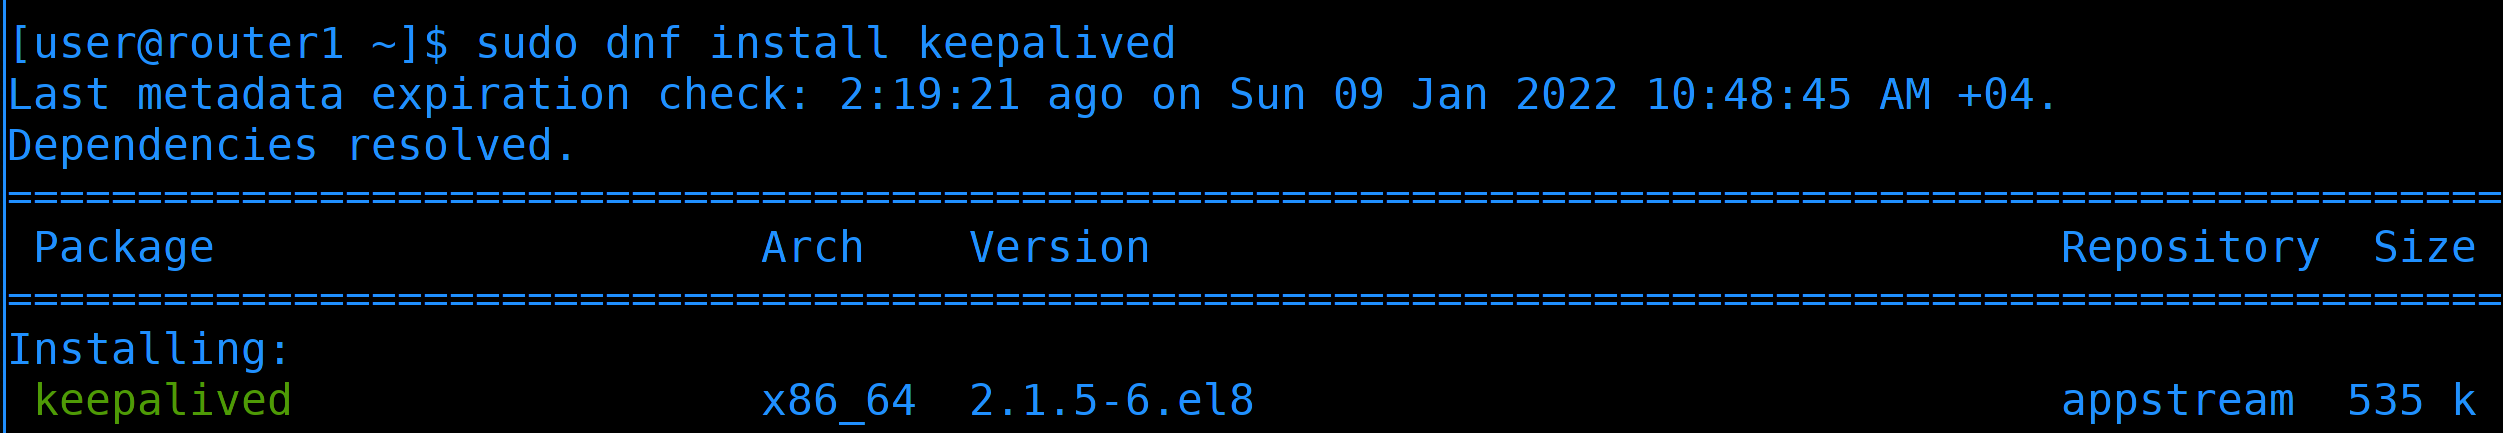 [user@router1 ~]$ sudo dnf install keepalived
Last metadata expiration check: 2:19:21 ago on Sun 09 Jan 2022 10:48:45 AM +04.
Dependencies resolved.
================================================================================================
 Package                     Arch    Version                                   Repository  Size
================================================================================================
Installing:
 keepalived                  x86_64  2.1.5-6.el8                               appstream  535 k